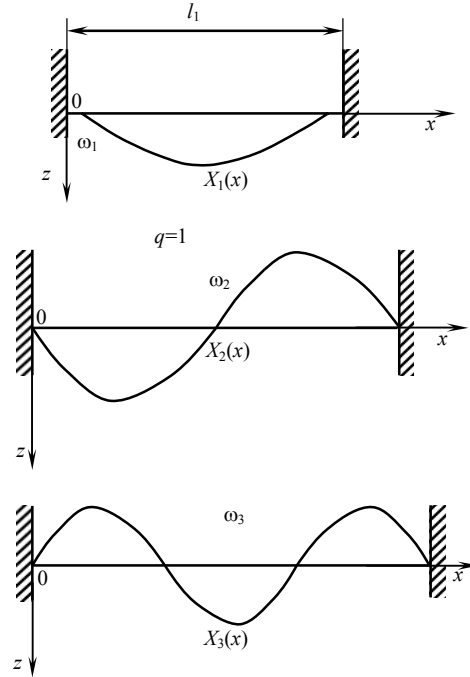 l₁
0
x
ω₁
z
X₁(x)
q=1
ω₂
0
x
X₂(x)
z
ω₃
0
x
X₃(x)
z